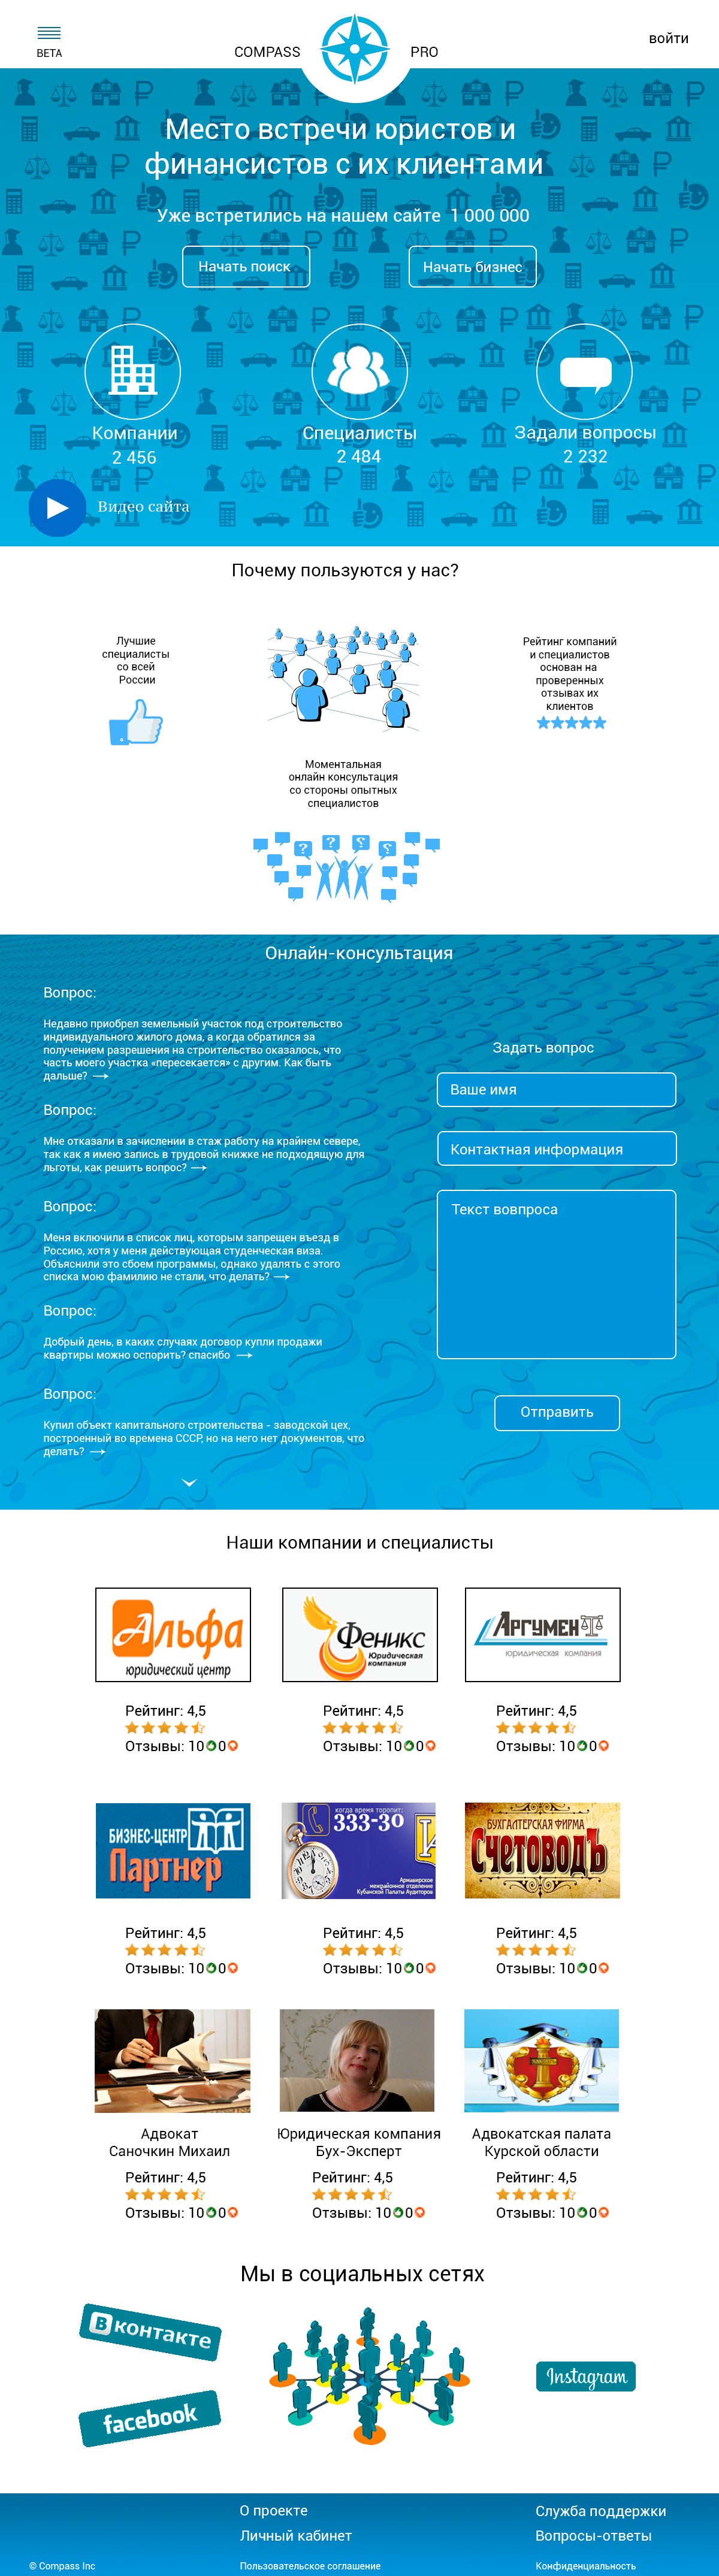 BETA
COMPASS
PRO
войти
Место встречи юристов и
финансистов с их клиентами
Уже встретились на нашем сайте 1 000 000
Начать поиск
Начать бизнес
Компании
2 456
Специалисты
2 484
Задали вопросы
2 232
Видео сайта
Почему пользуются у нас?
Лучшие
специалисты
со всей
России
Рейтинг компаний
и специалистов
основан на
проверенных
отзывах их
клиентов
Моментальная
онлайн консультация
со стороны опытных
специалистов
? ? ? ?
Онлайн-консультация
Вопрос:
Недавно приобрел земельный участок под строительство
индивидуального жилого дома, а когда обратился за
получением разрешения на строительство оказалось, что
часть моего участка «пересекается» с другим. Как быть
дальше?
Вопрос:
Мне отказали в зачислении в стаж работу на крайнем севере,
так как я имею запись в трудовой книжке не подходящую для
льготы, как решить вопрос?
Вопрос:
Меня включили в список лиц, которым запрещен въезд в
Россию, хотя у меня действующая студенческая виза.
Объяснили это сбоем программы, однако удалять с этого
списка мою фамилию не стали, что делать?
Вопрос:
Добрый день, в каких случаях договор купли продажи
квартиры можно оспорить? спасибо
Вопрос:
Купил объект капитального строительства - заводской цех,
построенный во времена СССР, но на него нет документов, что
делать?
Задать вопрос
Ваше имя
Контактная информация
Текст вовпроса
Отправить
Наши компании и специалисты
Альфа
юридический центр
Феникс
Юридическая
компания
Аргумент
юридическая компания
Рейтинг: 4,5
Отзывы: 10 0
Рейтинг: 4,5
Отзывы: 10 0
Рейтинг: 4,5
Отзывы: 10 0
БИЗНЕС-ЦЕНТР
Партнер
когда время торопит:
333-30
Армавирское
межрайонное отделение
Кубанской Палаты Аудиторов
БУХГАЛТЕРСКАЯ ФИРМА
СчетоводЪ
Рейтинг: 4,5
Отзывы: 10 0
Рейтинг: 4,5
Отзывы: 10 0
Рейтинг: 4,5
Отзывы: 10 0
Адвокат
Саночкин Михаил
Рейтинг: 4,5
Отзывы: 10 0
Юридическая компания
Бух-Эксперт
Рейтинг: 4,5
Отзывы: 10 0
Адвокатская палата
Курской области
Рейтинг: 4,5
Отзывы: 10 0
Мы в социальных сетях
В контакте
facebook
Instagram
О проекте
Служба поддержки
Личный кабинет
Вопросы-ответы
© Compass Inc
Пользовательское соглашение
Конфиденциальность